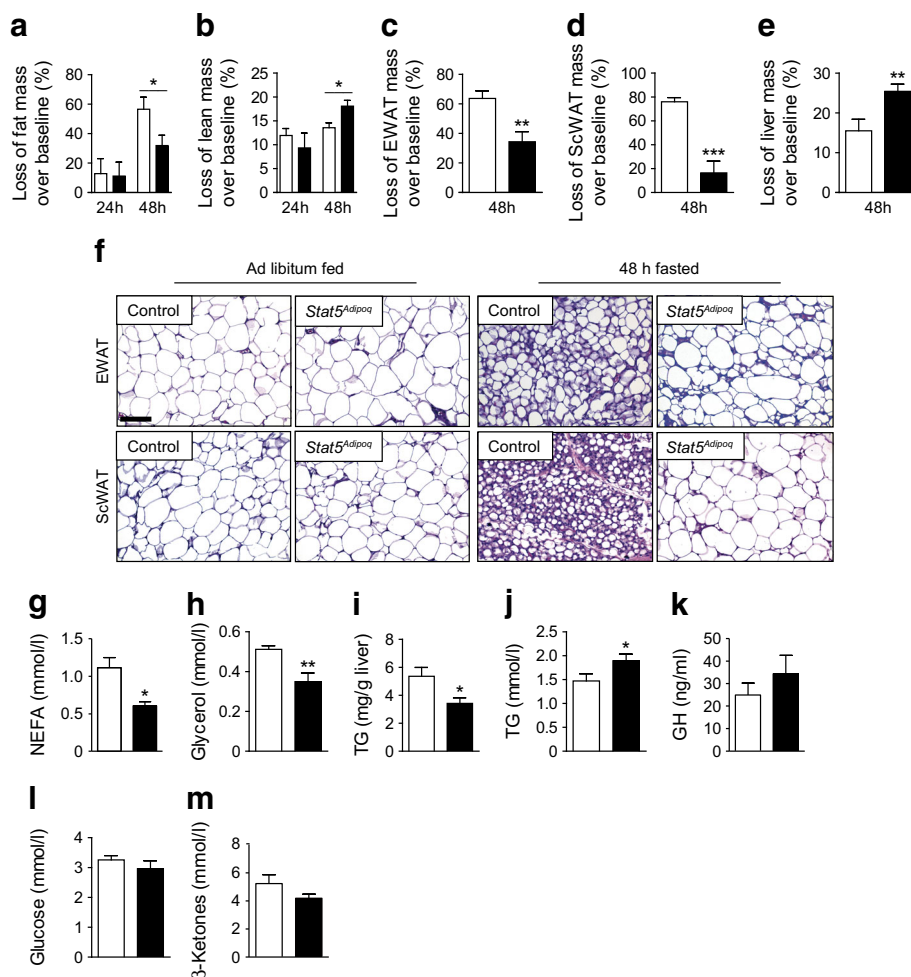 a
b
c
d
e
Loss of fat mass
over baseline (%)
80
60
40
20
0
*
24h
48h
Loss of lean mass
over baseline (%)
25
20
15
10
5
0
*
24h
48h
Loss of EWAT mass
over baseline (%)
80
60
40
20
0
**
48h
Loss of ScWAT mass
over baseline (%)
100
80
60
40
20
0
***
48h
Loss of liver mass
over baseline (%)
30
20
10
0
**
48h
f
Ad libitum fed
48 h fasted
EWAT
Control
Stat5Adipoq
Control
Stat5Adipoq
ScWAT
Control
Stat5Adipoq
Control
Stat5Adipoq
g
h
i
j
k
NEFA (mmol/l)
1.5
1.0
0.5
0
*
Glycerol (mmol/l)
0.6
0.4
0.2
0
**
TG (mg/g liver)
8
6
4
2
0
*
TG (mmol/l)
2.5
2.0
1.5
1.0
0.5
0
*
GH (ng/ml)
50
40
30
20
10
0
l
m
Glucose (mmol/l)
4
3
2
1
0
β-Ketones (mmol/l)
8
6
4
2
0